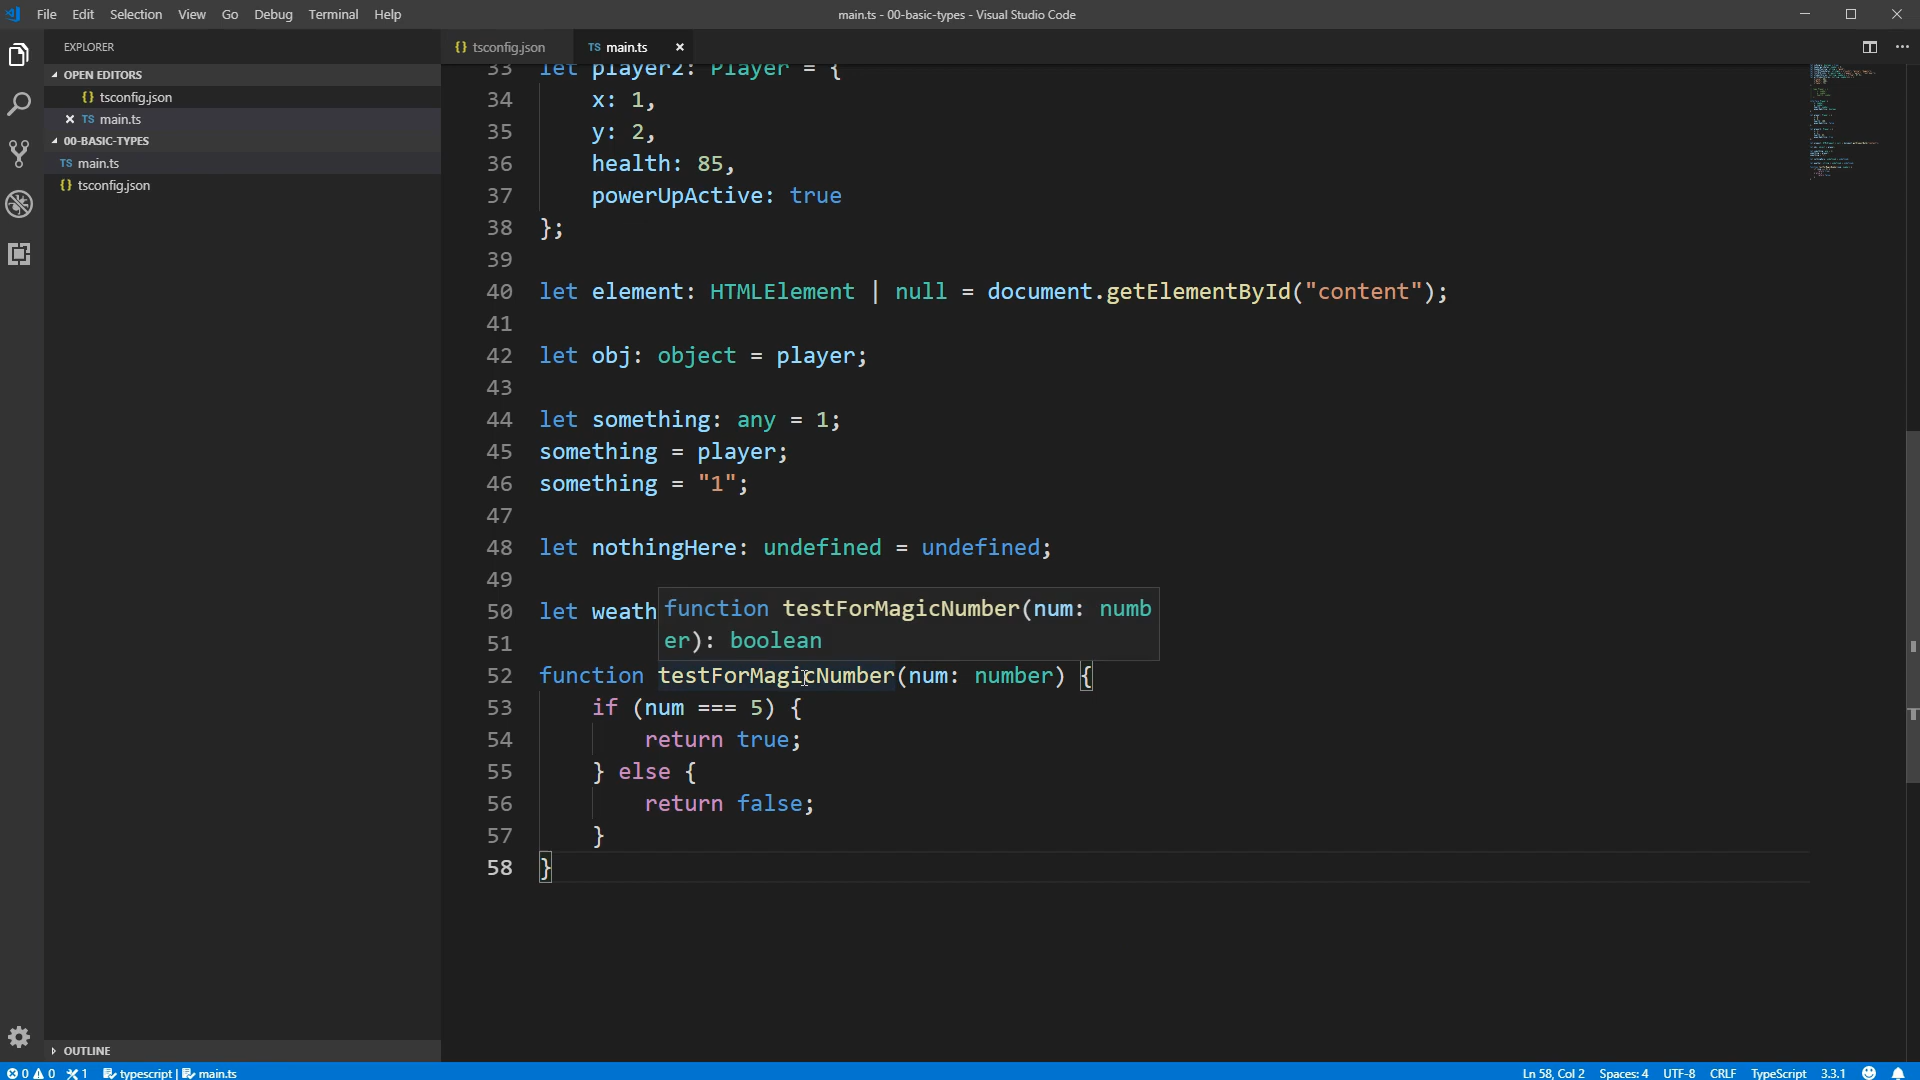 File Edit Selection View Go Debug Terminal Help
main.ts - 00-basic-types - Visual Studio Code
EXPLORER
OPEN EDITORS
{} tsconfig.json
TS main.ts
00-BASIC-TYPES
TS main.ts
{} tsconfig.json
OUTLINE
{} tsconfig.json
TS main.ts
33 let player2: Player = {
34 x: 1,
35 y: 2,
36 health: 85,
37 powerUpActive: true
38 };
39
40 let element: HTMLElement | null = document.getElementById("content");
41
42 let obj: object = player;
43
44 let something: any = 1;
45 something = player;
46 something = "1";
47
48 let nothingHere: undefined = undefined;
49
50 let weath
function testForMagicNumber(num: numb
er): boolean
51
52 function testForMagicNumber(num: number) {
53 if (num === 5) {
54 return true;
55 } else {
56 return false;
57 }
58 }
0 0 1 typescript | main.ts
Ln 58, Col 2 Spaces: 4 UTF-8 CRLF TypeScript 3.3.1